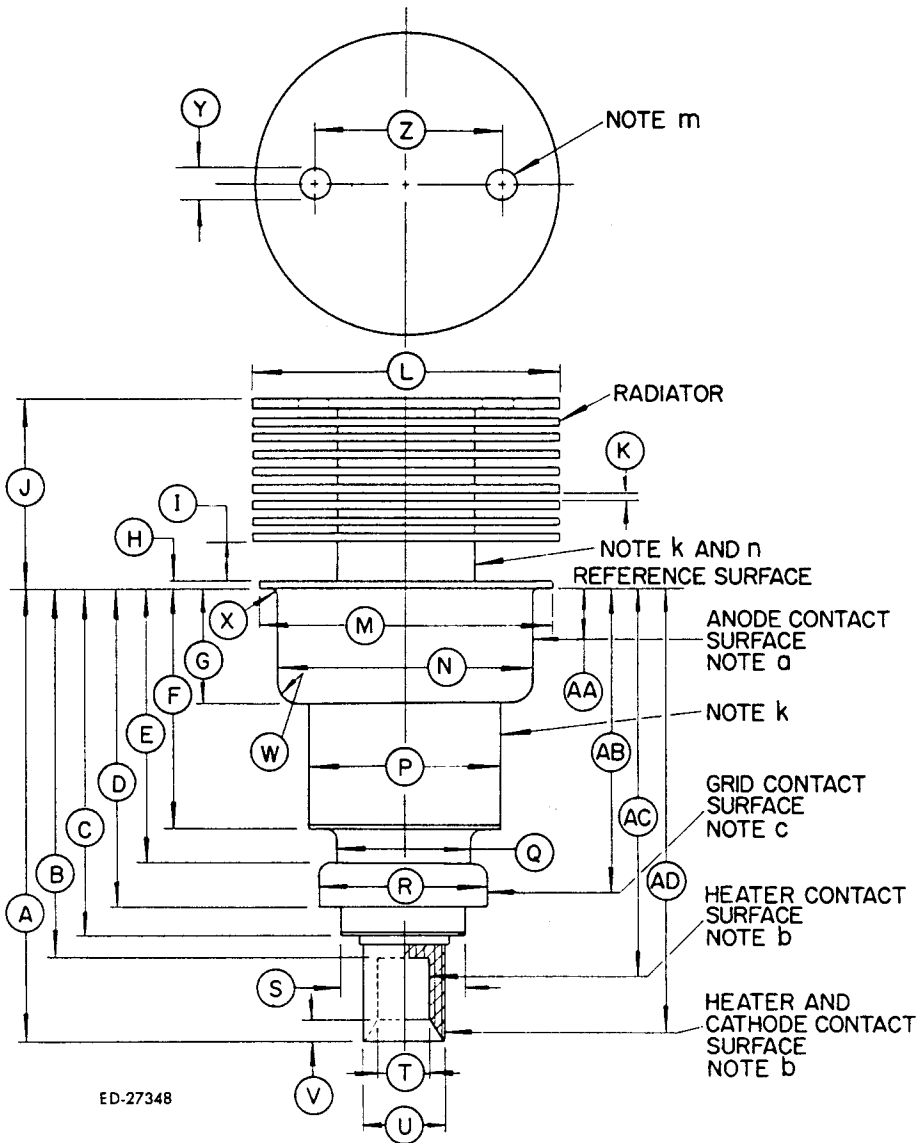 Y
Z
NOTE m
L
RADIATOR
K
J
I
H
NOTE k AND n
REFERENCE SURFACE
X
M
ANODE CONTACT
SURFACE
NOTE a
G
N
AA
F
NOTE k
W
E
P
AB
D
GRID CONTACT
SURFACE
NOTE c
C
AC
Q
B
R
AD
A
HEATER CONTACT
SURFACE
NOTE b
S
HEATER AND
CATHODE CONTACT
SURFACE
NOTE b
T
V
ED-27348
U